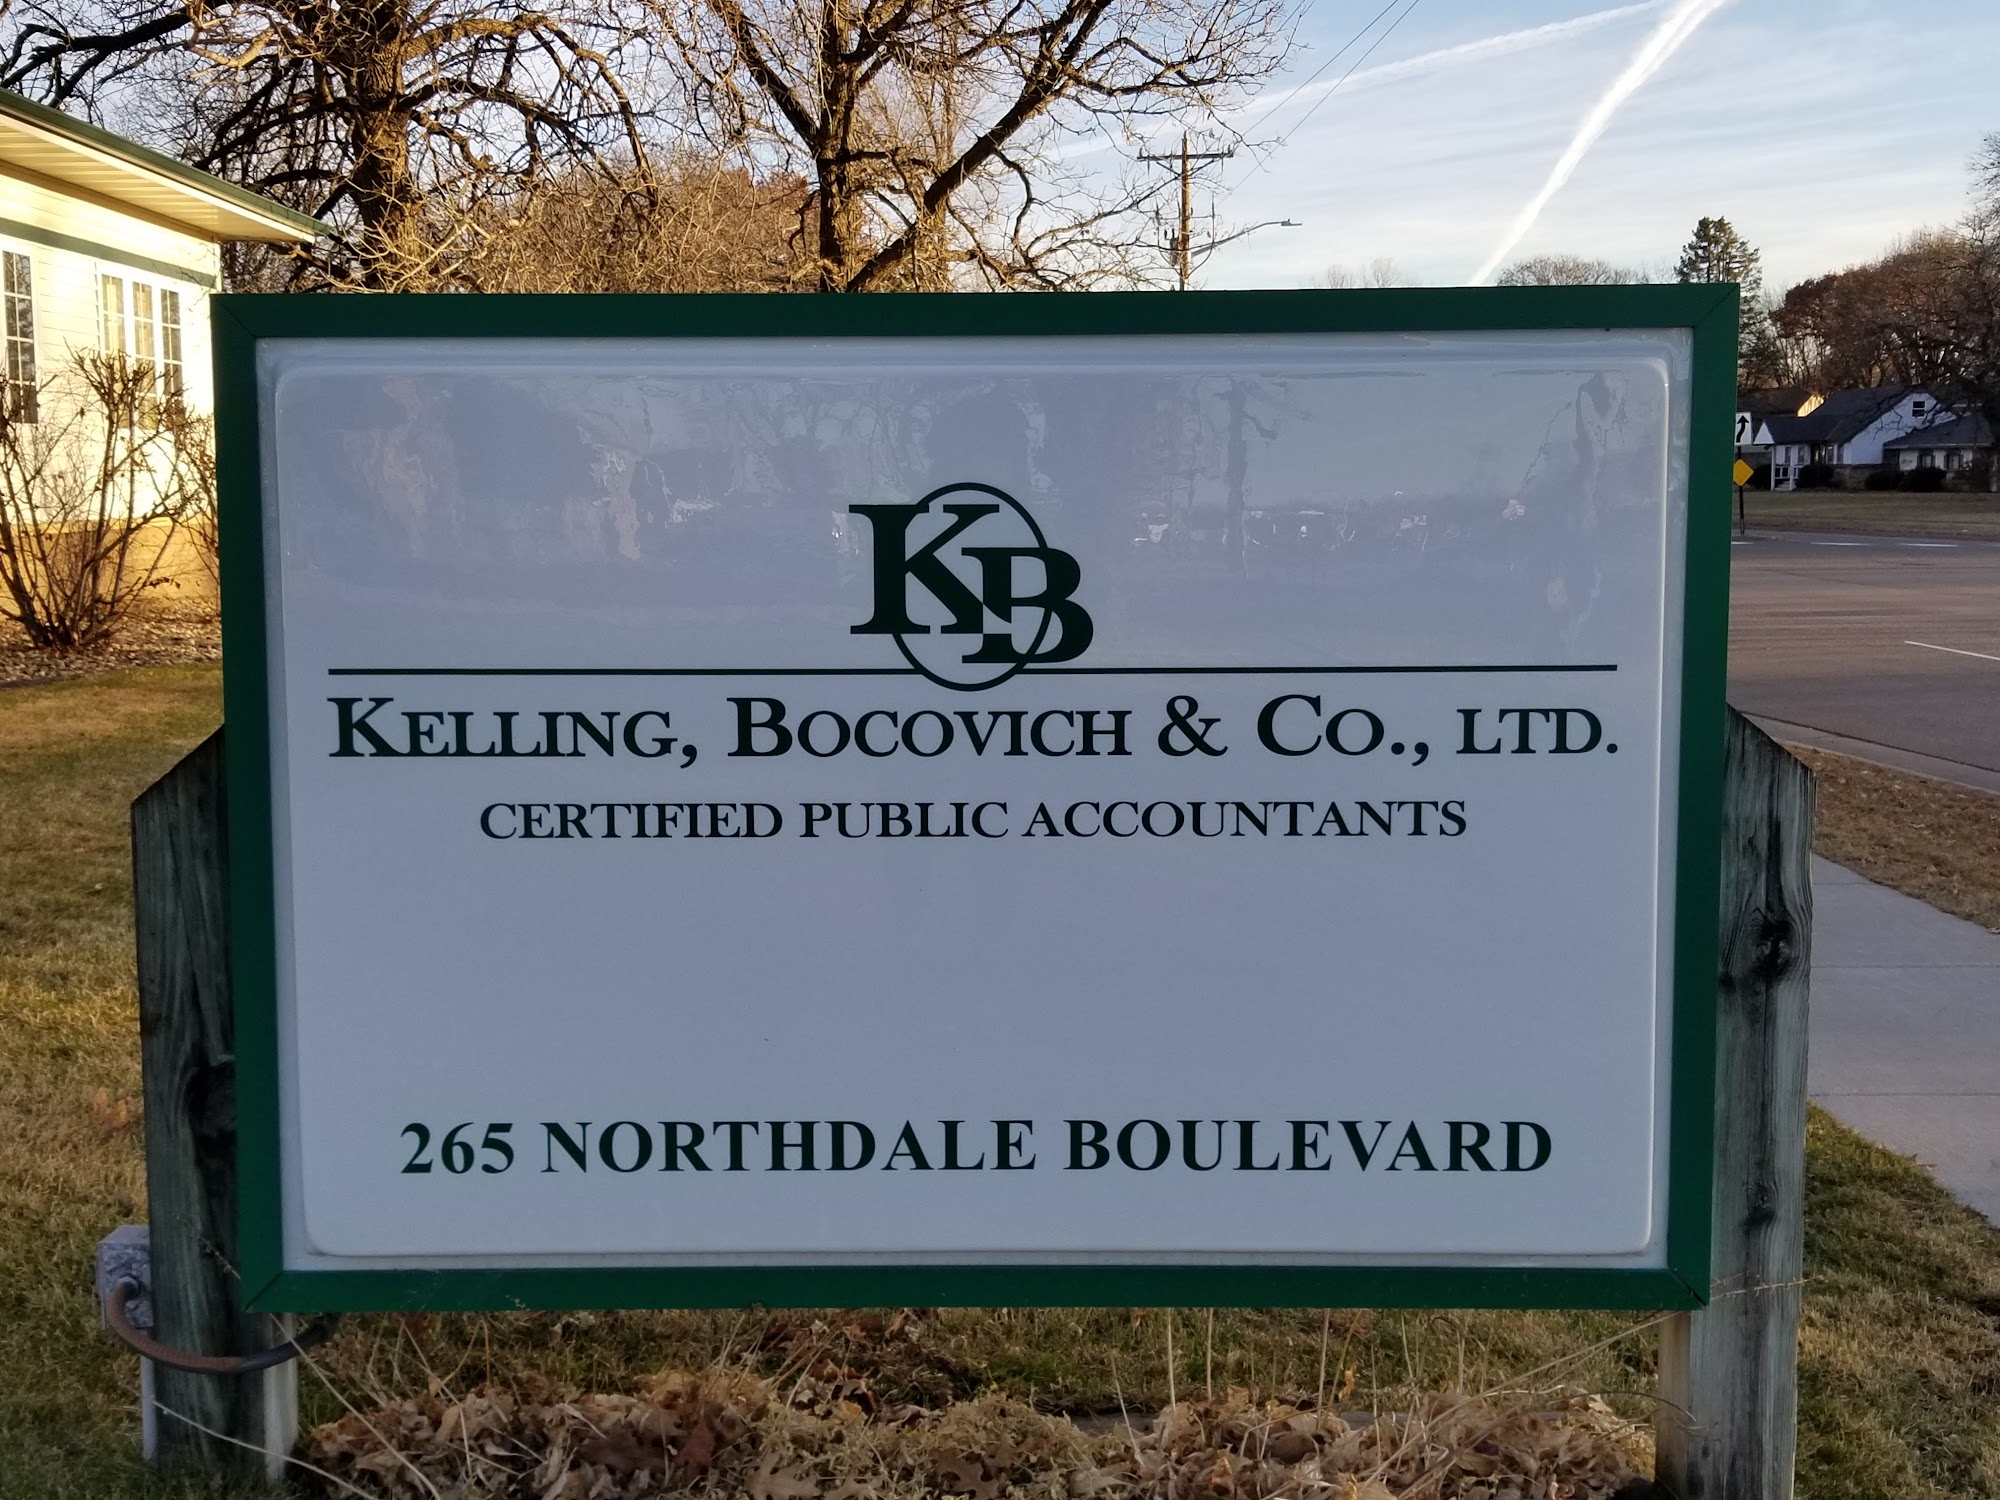 KB
KELLING, BOCOVICH & CO., LTD.
CERTIFIED PUBLIC ACCOUNTANTS
265 NORTHDALE BOULEVARD